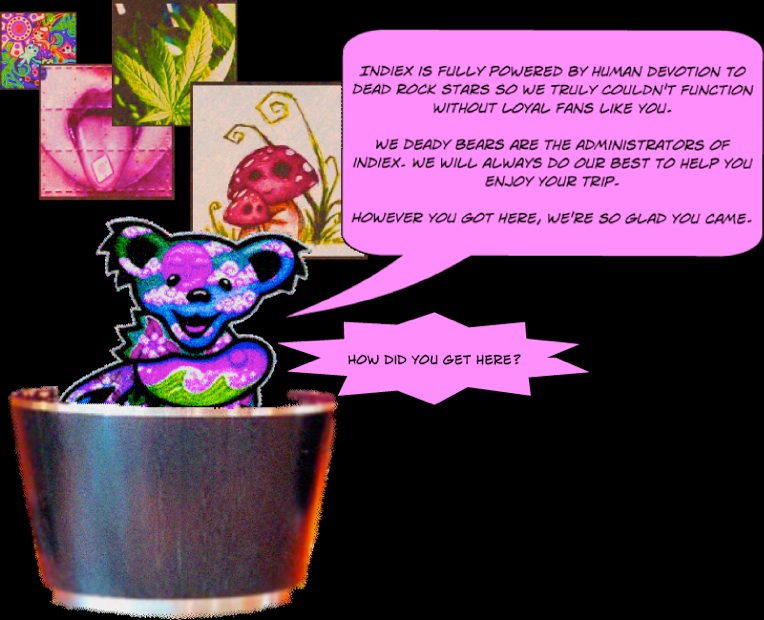 INDIEX IS FULLY POWERED BY HUMAN DEVOTION TO
DEAD ROCK STARS SO WE TRULY COULDN'T FUNCTION
WITHOUT LOYAL FANS LIKE YOU.
WE DEADY BEARS ARE THE ADMINISTRATORS OF
INDIEX. WE WILL ALWAYS DO OUR BEST TO HELP YOU
ENJOY YOUR TRIP.
HOWEVER YOU GOT HERE, WE'RE SO GLAD YOU CAME.
HOW DID YOU GET HERE?